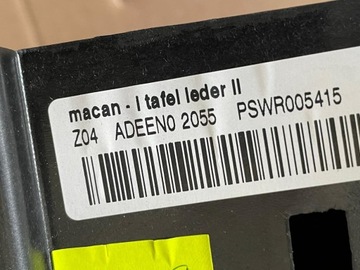 macan - I tafel leder II
Z04 ADEEN0 2055 PSWR005415